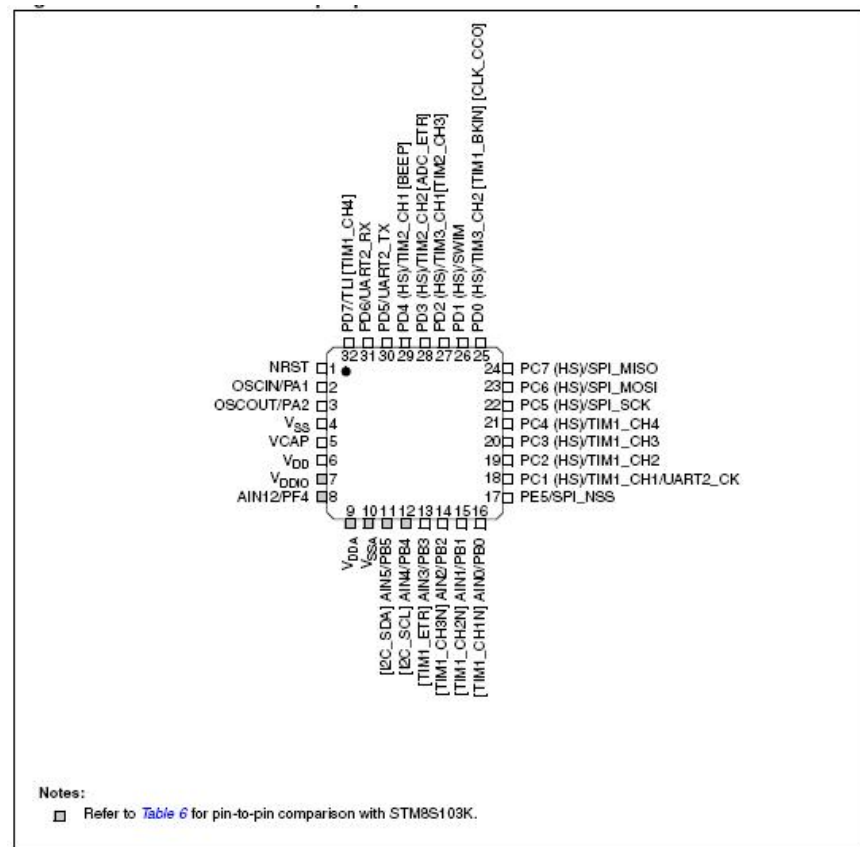 PD7/TLI [TIM1_CH4]
PD6/UART2_RX
PD5/UART2_TX
PD4 (HS)/TIM2_CH1 [BEEP]
PD3 (HS)/TIM2_CH2[ADC_ETR]
PD2 (HS)/TIM3_CH1[TIM2_CH3]
PD1 (HS)/SWIM
PD0 (HS)/TIM3_CH2 [TIM1_BKIN] [CLK_CCO]
32 31 30 29 28 27 26 25
NRST 1
OSCIN/PA1 2
OSCOUT/PA2 3
VSS 4
VCAP 5
VDD 6
VDDIO 7
AIN12/PF4 8
24 PC7 (HS)/SPI_MISO
23 PC6 (HS)/SPI_MOSI
22 PC5 (HS)/SPI_SCK
21 PC4 (HS)/TIM1_CH4
20 PC3 (HS)/TIM1_CH3
19 PC2 (HS)/TIM1_CH2
18 PC1 (HS)/TIM1_CH1/UART2_CK
17 PE5/SPI_NSS
9 10 11 12 13 14 15 16
VDDA
VSSA
[I2C_SDA] AIN5/PB5
[I2C_SCL] AIN4/PB4
[TIM1_ETR] AIN3/PB3
[TIM1_CH3N] AIN2/PB2
[TIM1_CH2N] AIN1/PB1
[TIM1_CH1N] AIN0/PB0
Notes:
Refer to Table 6 for pin-to-pin comparison with STM8S103K.